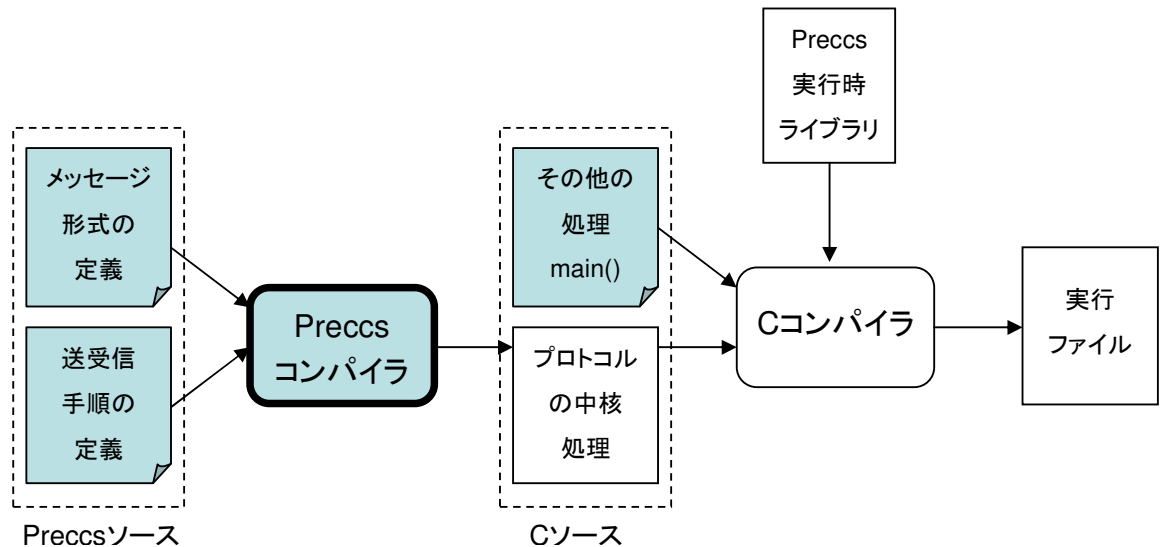 メッセージ
形式の
定義
送受信
手順の
定義
Preccsソース
Preccs
コンパイラ
その他の
処理
main()
プロトコル
の中核
処理
Cソース
Preccs
実行時
ライブラリ
Cコンパイラ
実行
ファイル